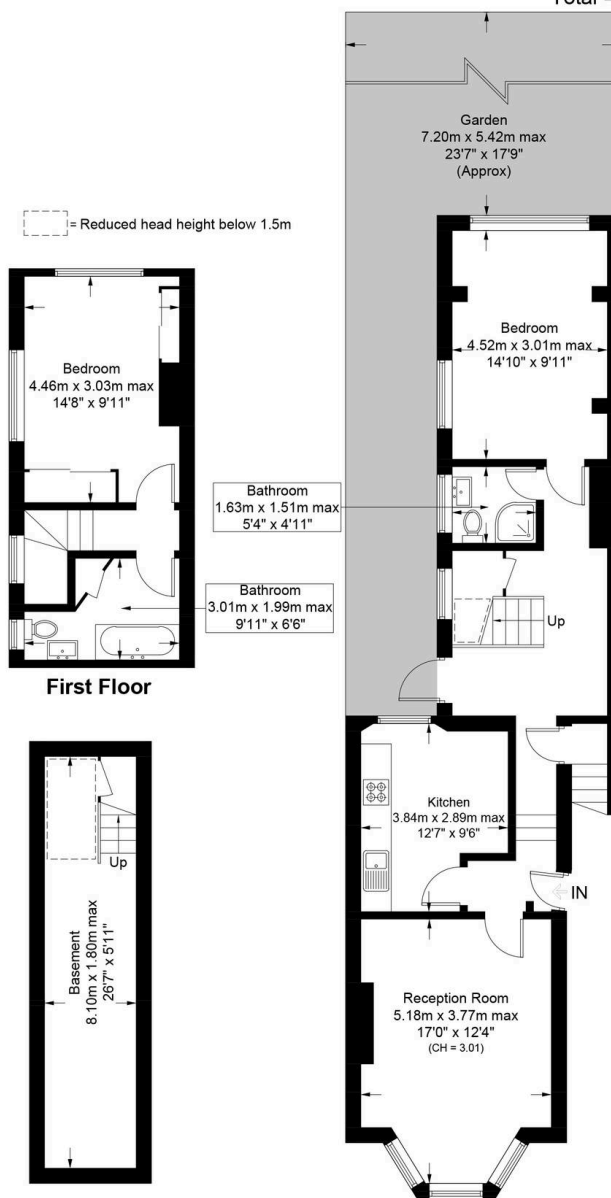 Garden
7.20m x 5.42m max
23'7" x 17'9"
(Approx)
= Reduced head height below 1.5m
Bedroom
4.46m x 3.03m max
14'8" x 9'11"
Bedroom
4.52m x 3.01m max
14'10" x 9'11"
Bathroom
1.63m x 1.51m max
5'4" x 4'11"
Bathroom
3.01m x 1.99m max
9'11" x 6'6"
Up
First Floor
Up
Basement
8.10m x 1.80m max
26'7" x 5'11"
Kitchen
3.84m x 2.89m max
12'7" x 9'6"
IN
Reception Room
5.18m x 3.77m max
17'0" x 12'4"
(CH = 3.01)